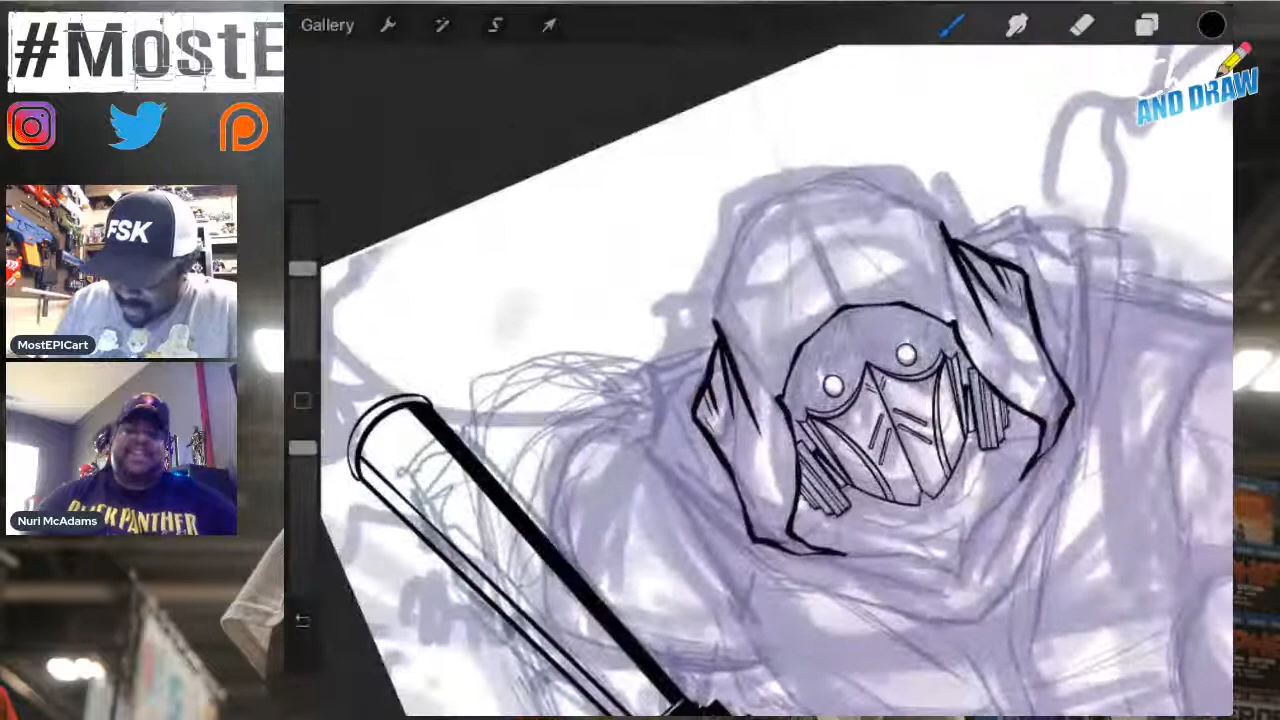 #MostE
Gallery
AND DRAW
FSK
MostEPICart
BLACK PANTHER
Nuri McAdams